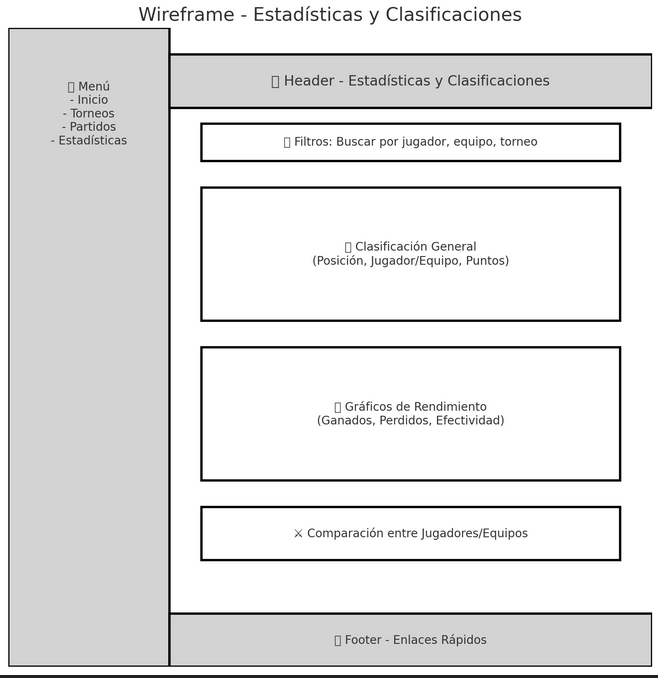 Wireframe - Estadísticas y Clasificaciones
Menú
- Inicio
- Torneos
- Partidos
- Estadísticas
Header - Estadísticas y Clasificaciones
Filtros: Buscar por jugador, equipo, torneo
Clasificación General
(Posición, Jugador/Equipo, Puntos)
Gráficos de Rendimiento
(Ganados, Perdidos, Efectividad)
⚔ Comparación entre Jugadores/Equipos
Footer - Enlaces Rápidos